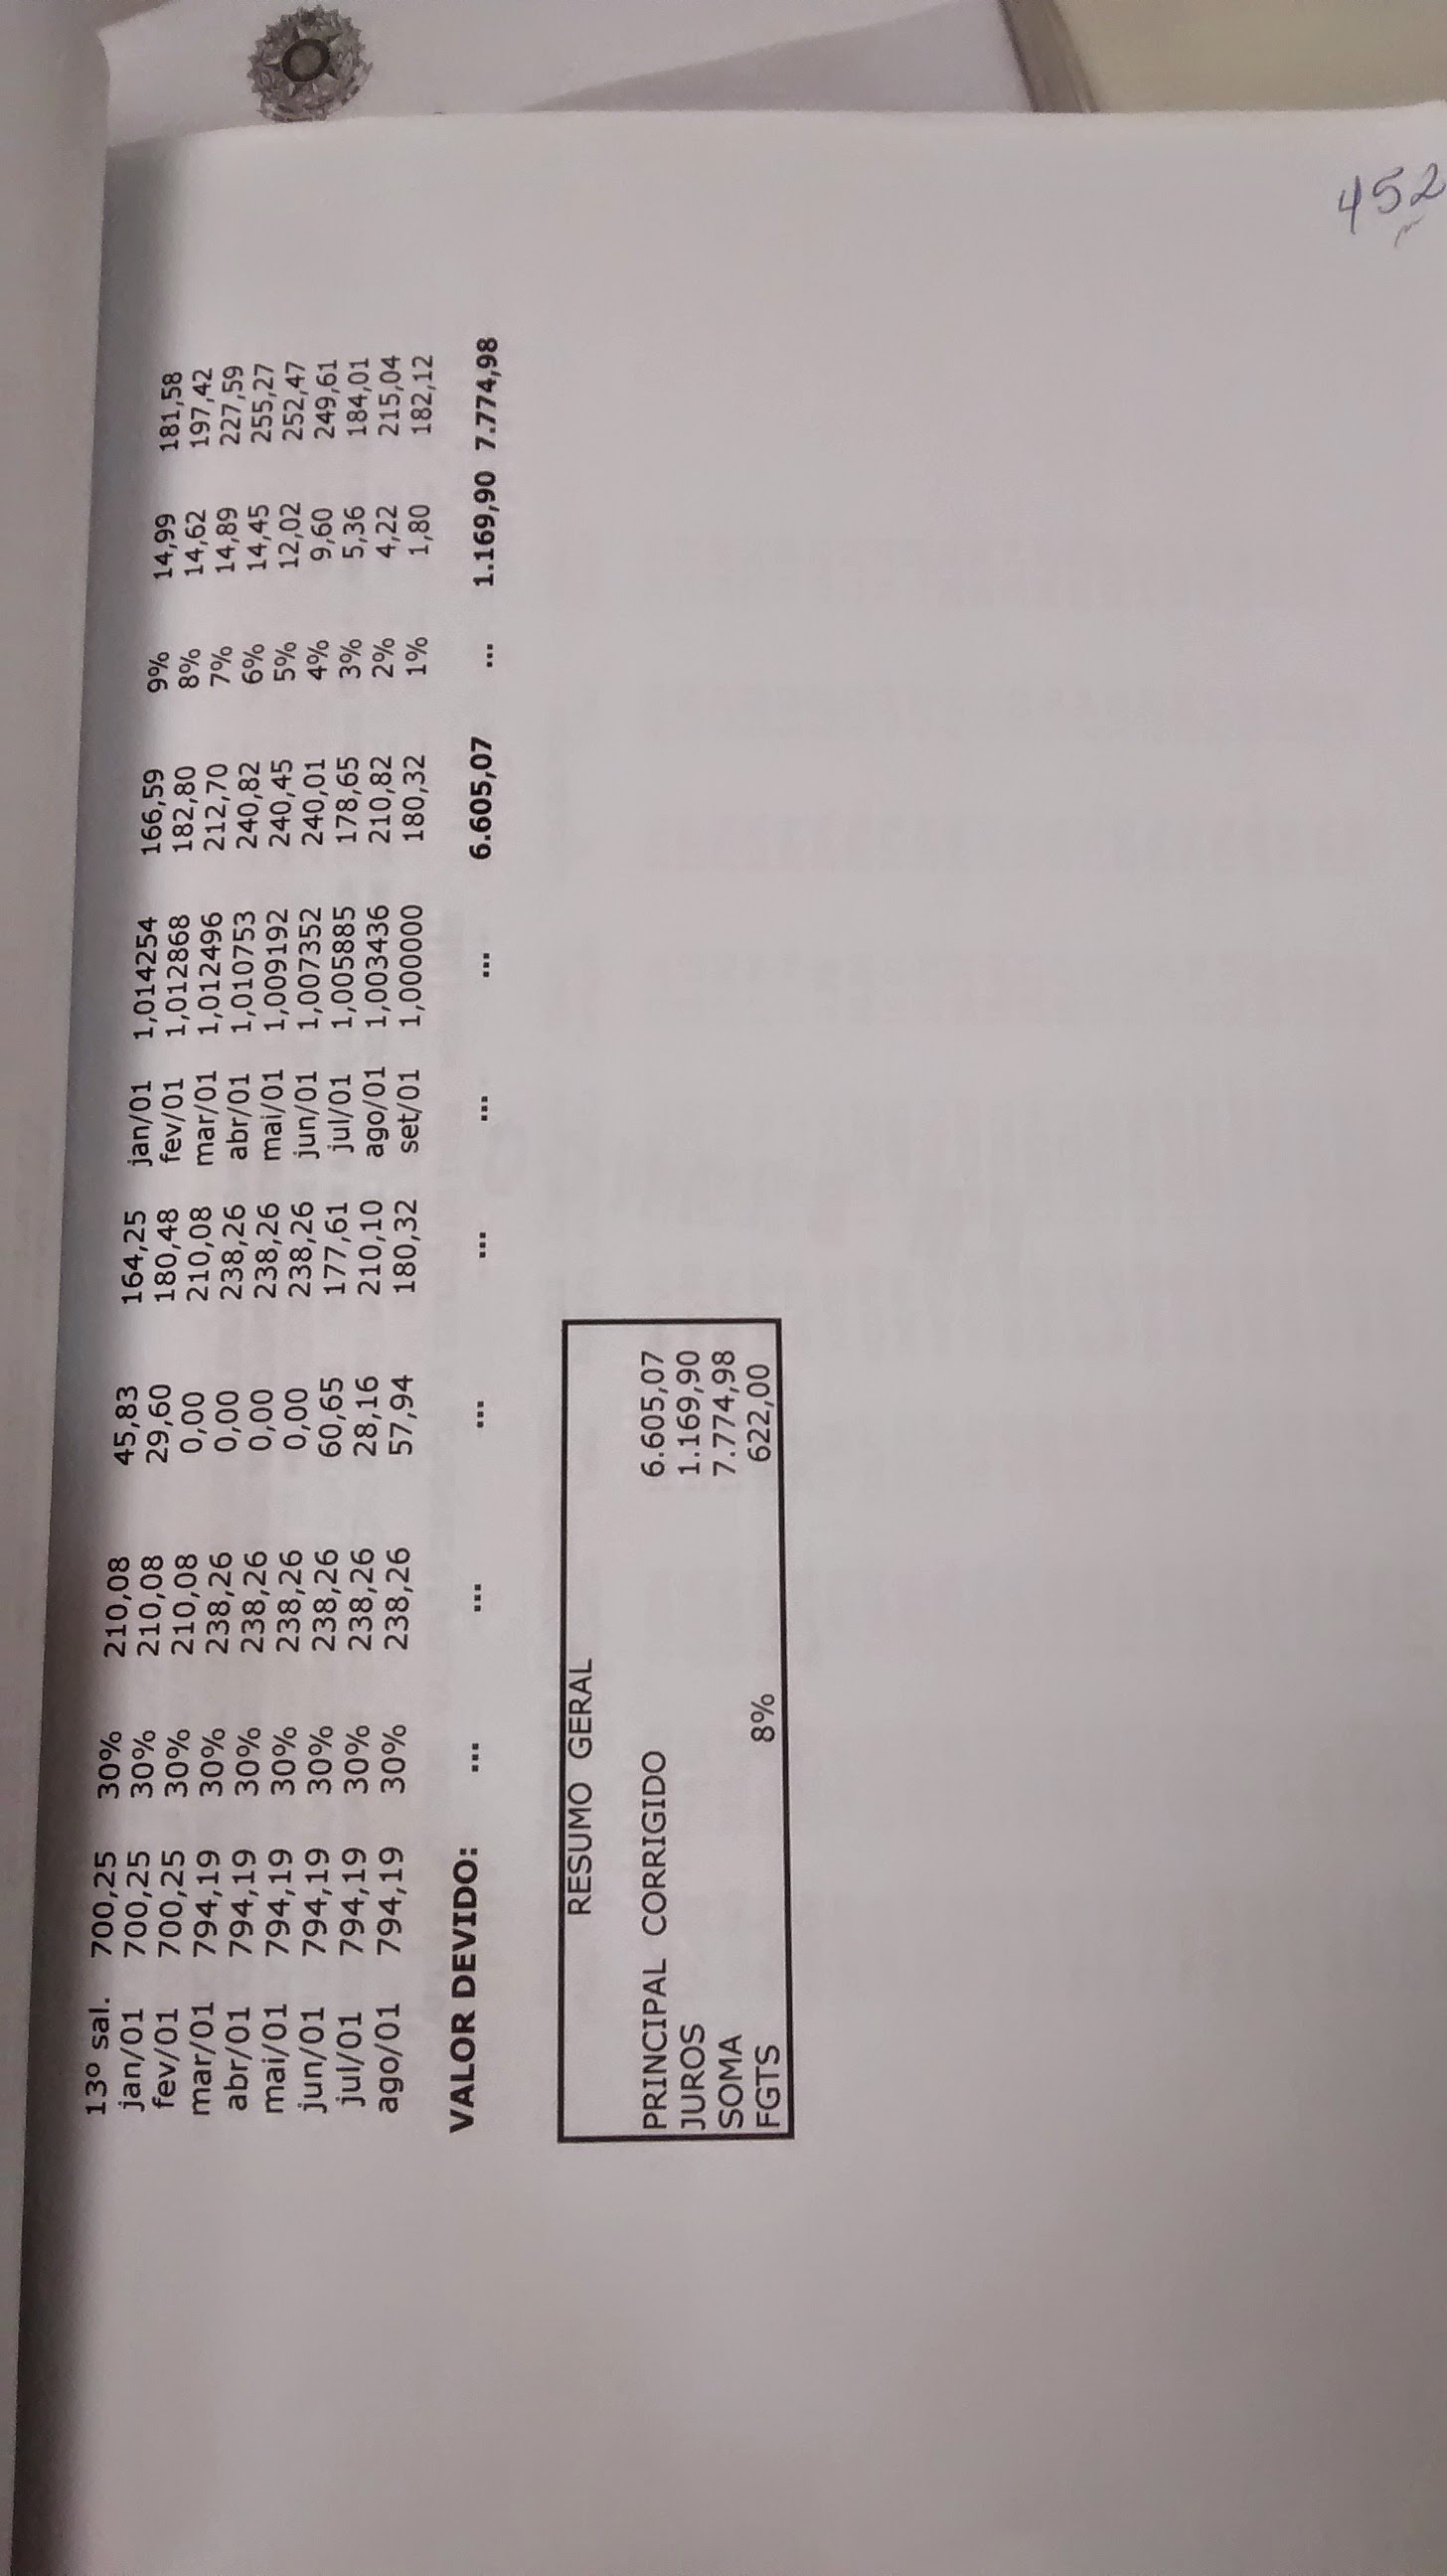 13º sal. 700,25 30% 210,08 45,83 164,25 jan/01 1,014254 166,59 9% 14,99 181,58
jan/01 700,25 30% 210,08 29,60 180,48 fev/01 1,012868 182,80 8% 14,62 197,42
fev/01 700,25 30% 210,08 0,00 210,08 mar/01 1,012496 212,70 7% 14,89 227,59
mar/01 794,19 30% 238,26 0,00 238,26 abr/01 1,010753 240,82 6% 14,45 255,27
abr/01 794,19 30% 238,26 0,00 238,26 mai/01 1,009192 240,45 5% 12,02 252,47
mai/01 794,19 30% 238,26 0,00 238,26 jun/01 1,007352 240,01 4% 9,60 249,61
jun/01 794,19 30% 238,26 60,65 177,61 jul/01 1,005885 178,65 3% 5,36 184,01
jul/01 794,19 30% 238,26 28,16 210,10 ago/01 1,003436 210,82 2% 4,22 215,04
ago/01 794,19 30% 238,26 57,94 180,32 set/01 1,000000 180,32 1% 1,80 182,12
VALOR DEVIDO: ... ... ... ... ... ... 6.605,07 ... 1.169,90 7.774,98
RESUMO GERAL
PRINCIPAL CORRIGIDO 6.605,07
JUROS 1.169,90
SOMA 7.774,98
FGTS 8% 622,00
452